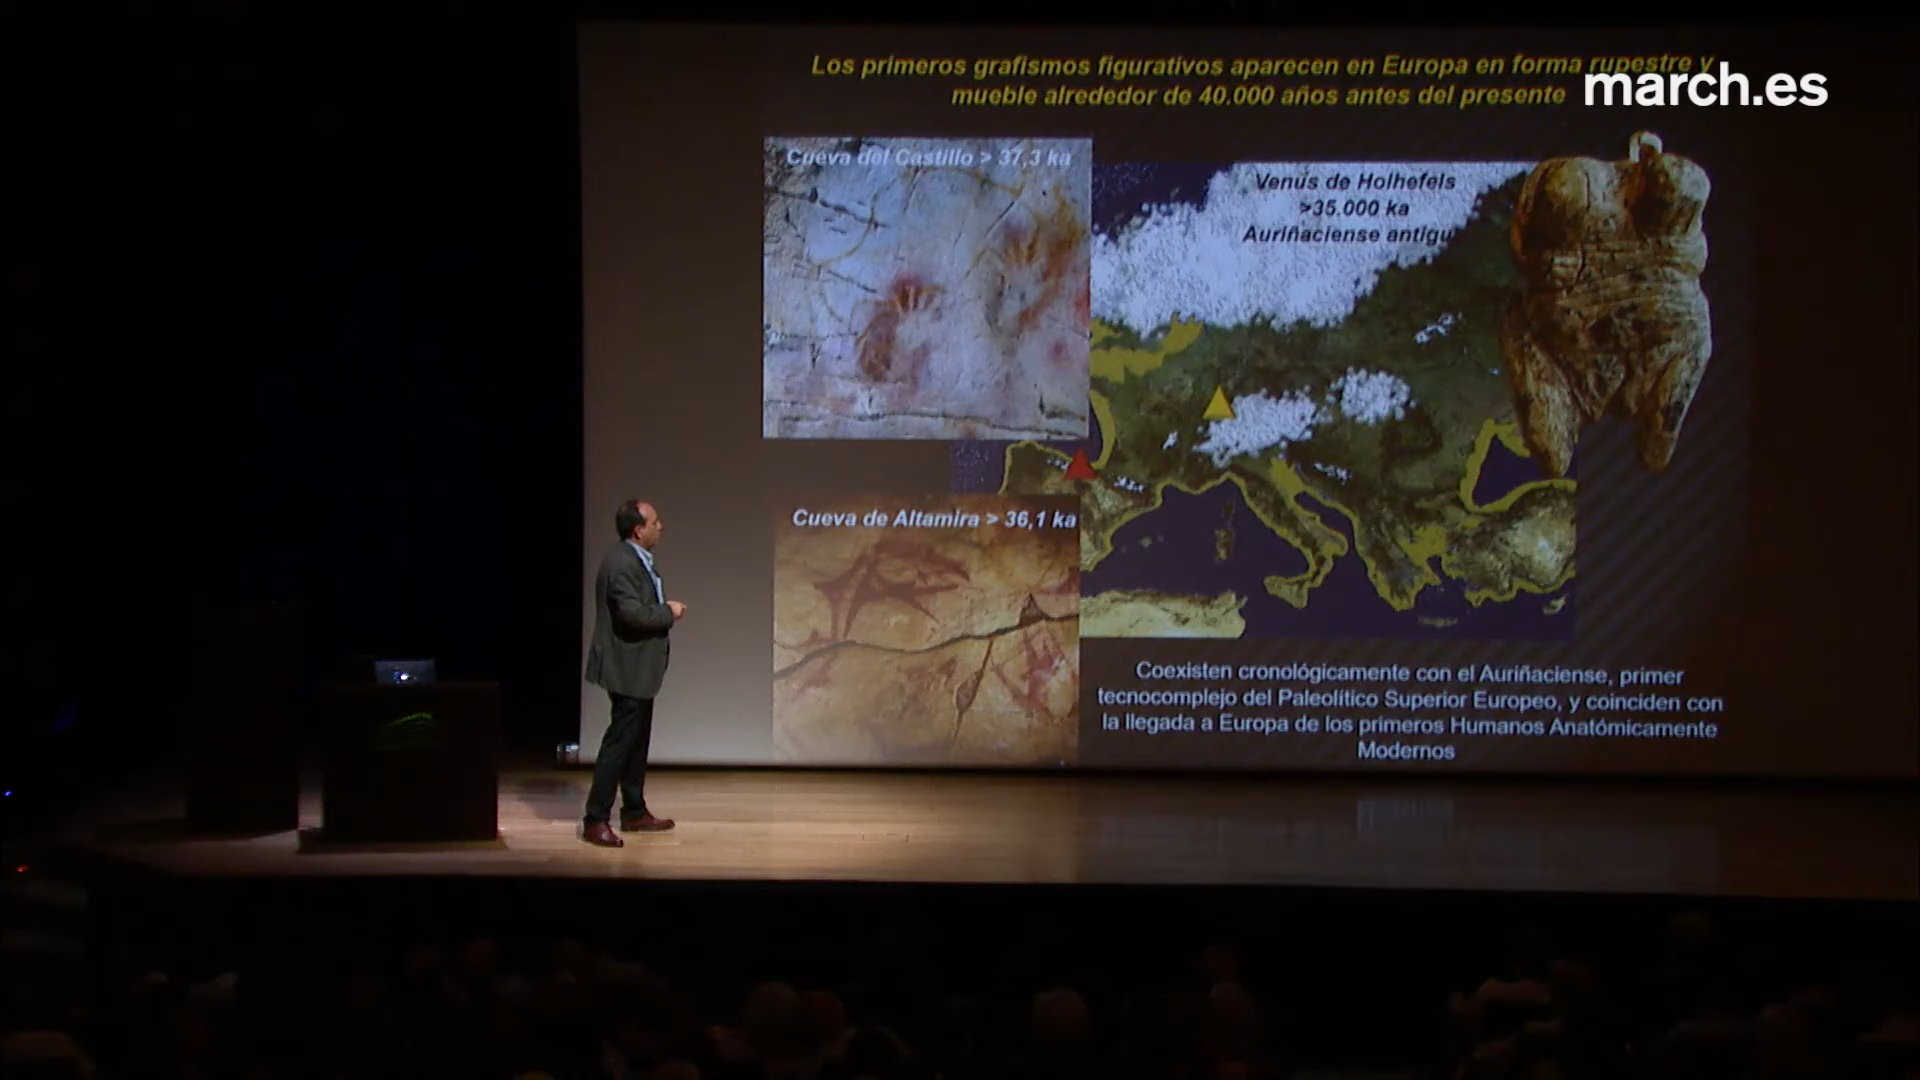 Los primeros grafismos figurativos aparecen en Europa en forma rupestre y
mueble alrededor de 40.000 años antes del presente
march.es
Cueva del Castillo > 37,3 ka
Venus de Holhefels
>35.000 ka
Auriñaciense antigu
Cueva de Altamira > 36,1 ka
Coexisten cronológicamente con el Auriñaciense, primer
tecnocomplejo del Paleolítico Superior Europeo, y coinciden con
la llegada a Europa de los primeros Humanos Anatómicamente
Modernos